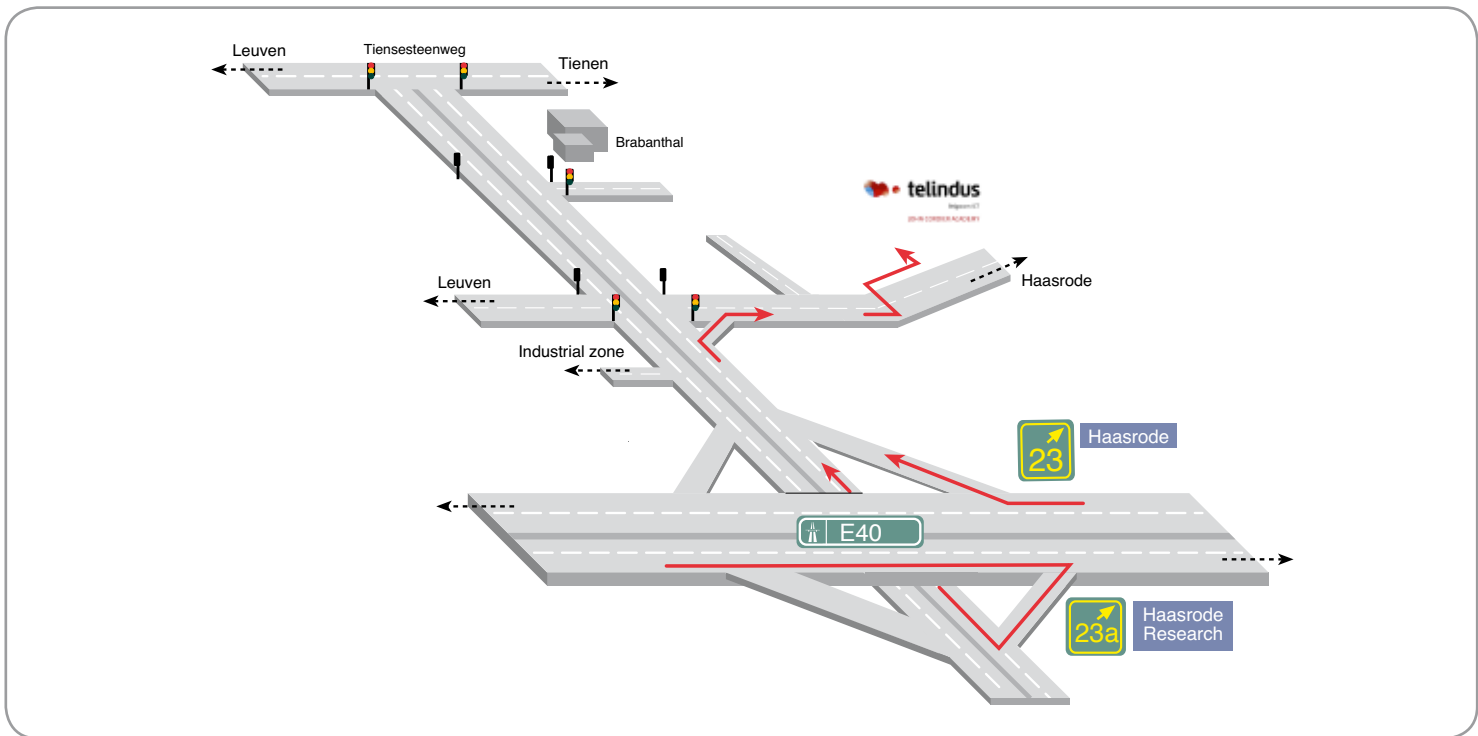 Leuven
Tiensesteenweg
Tienen
Brabanthal
telindus
Leuven
Haasrode
Industrial zone
23
Haasrode
E40
23a
Haasrode
Research